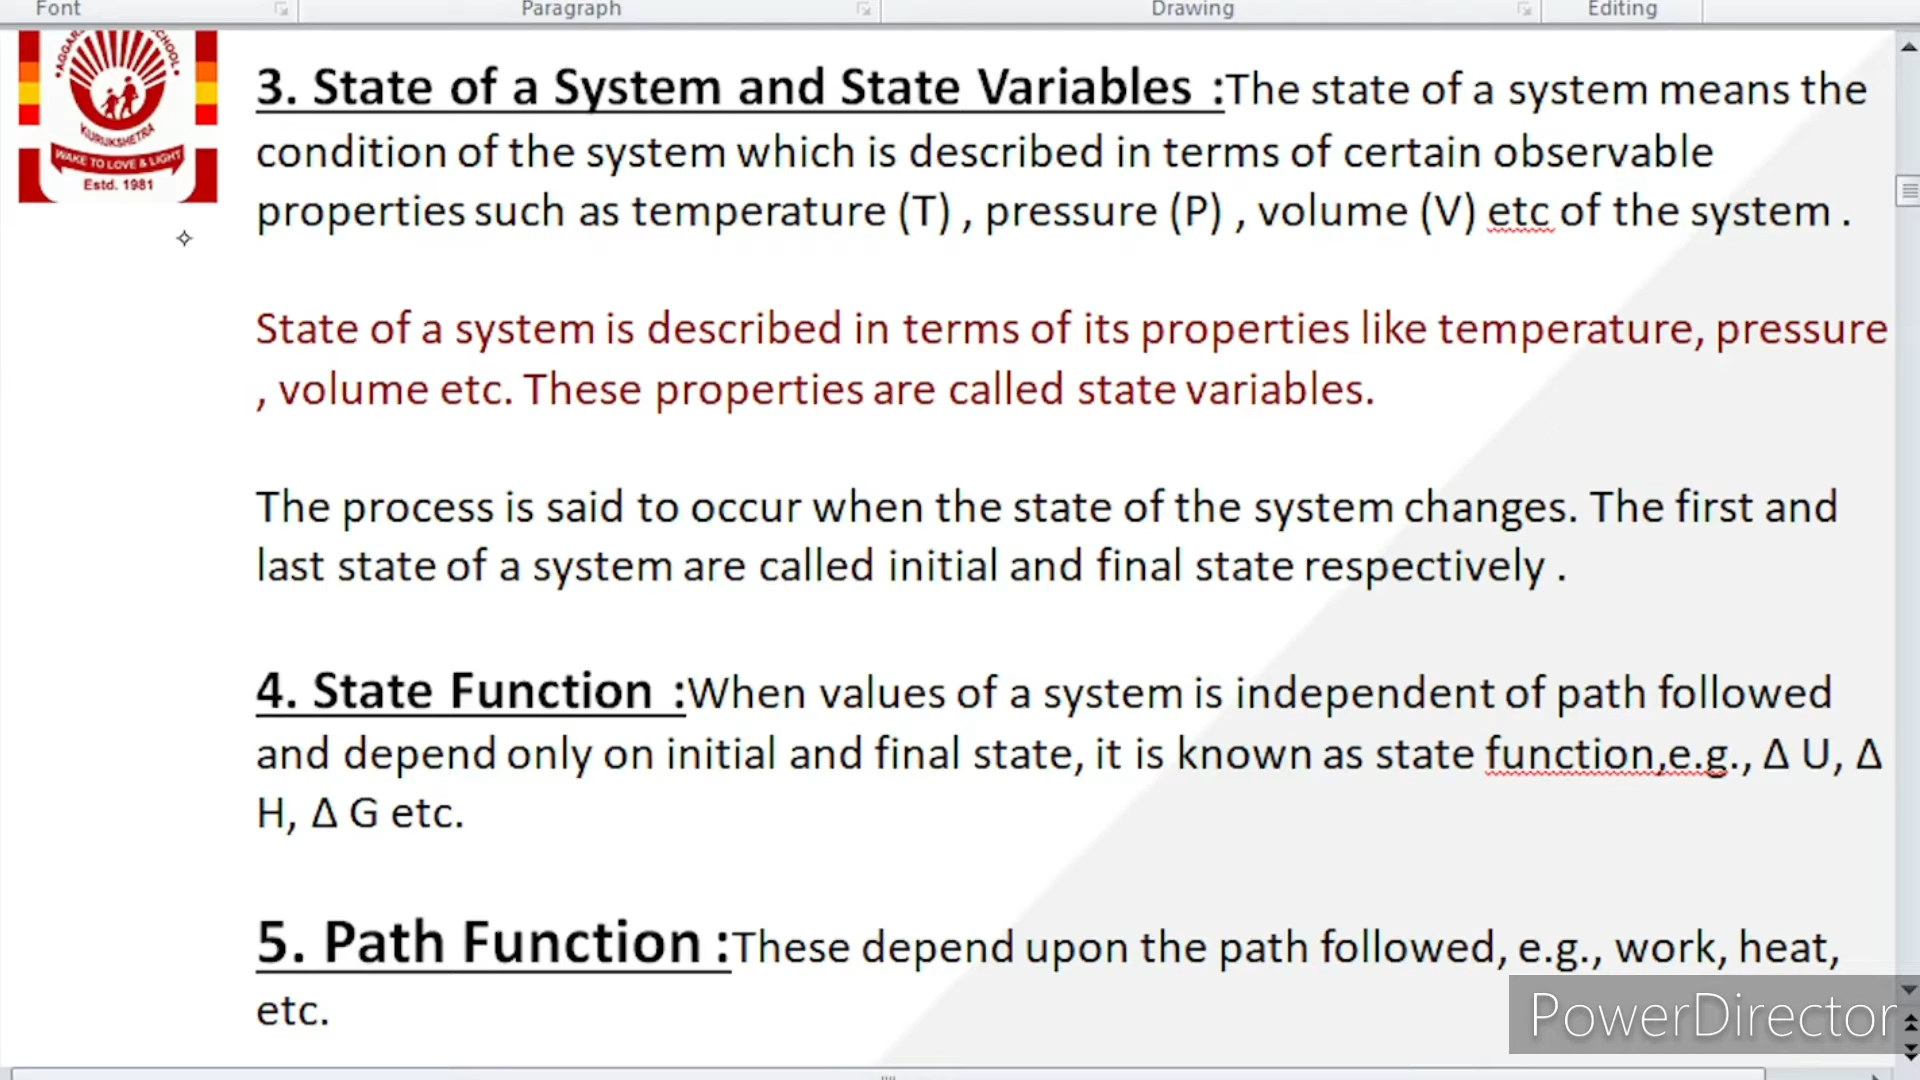 Font Paragraph Drawing Editing
KURUKSHETRA
WAKE TO LOVE & LIGHT
Estd. 1981
3. State of a System and State Variables :The state of a system means the
condition of the system which is described in terms of certain observable
properties such as temperature (T) , pressure (P) , volume (V) etc of the system .
State of a system is described in terms of its properties like temperature, pressure
, volume etc. These properties are called state variables.
The process is said to occur when the state of the system changes. The first and
last state of a system are called initial and final state respectively .
4. State Function :When values of a system is independent of path followed
and depend only on initial and final state, it is known as state function,e.g., Δ U, Δ
H, Δ G etc.
5. Path Function :These depend upon the path followed, e.g., work, heat,
etc.
PowerDirector